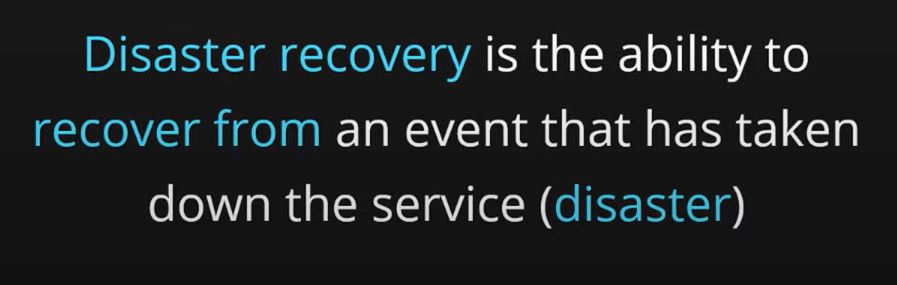 Disaster recovery is the ability to
recover from an event that has taken
down the service (disaster)